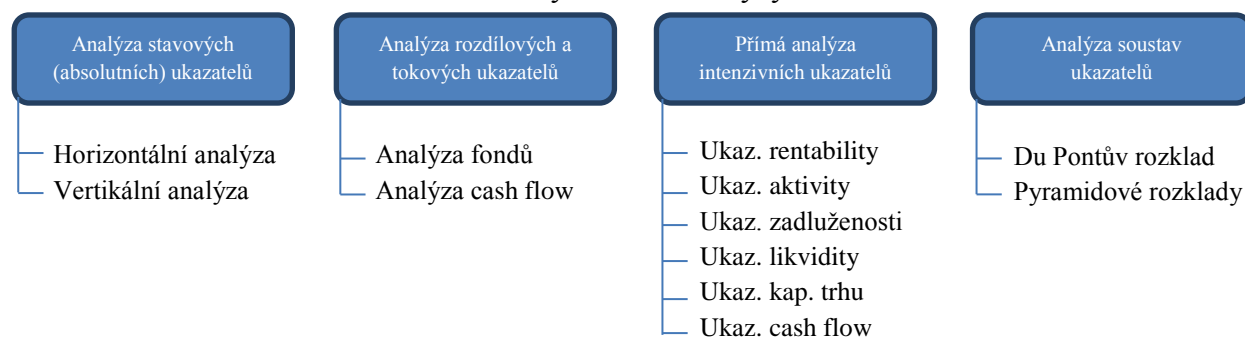 Analýza stavových
(absolutních) ukazatelů
Horizontální analýza
Vertikální analýza
Analýza rozdílových a
tokových ukazatelů
Analýza fondů
Analýza cash flow
Přímá analýza
intenzivních ukazatelů
Ukaz. rentability
Ukaz. aktivity
Ukaz. zadluženosti
Ukaz. likvidity
Ukaz. kap. trhu
Ukaz. cash flow
Analýza soustav
ukazatelů
Du Pontův rozklad
Pyramidové rozklady